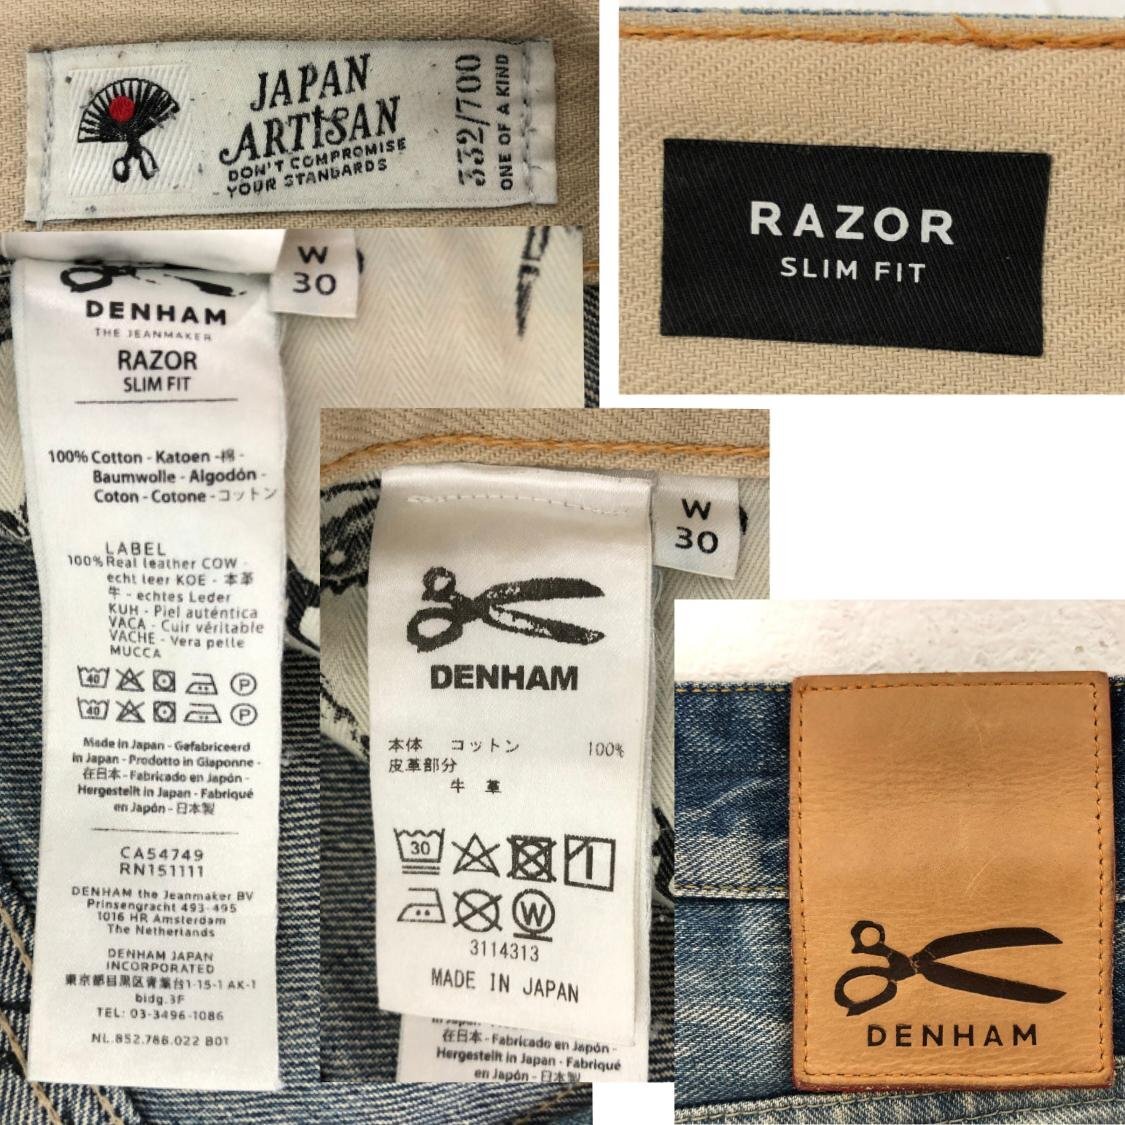 JAPAN
ARTISAN
DON'T COMPROMISE
YOUR STANDARDS
332/700
ONE OF A KIND
RAZOR
SLIM FIT
W
30
DENHAM
THE JEANMAKER
RAZOR
SLIM FIT
100% Cotton - Katoen -棉-
Baumwolle - Algodón -
Coton - Cotone - コットン
LABEL
100% Real leather COW -
echt leer KOE - 本革
牛 - echtes Leder
KUH - Piel auténtica
VACA - Cuir véritable
VACHE - Vera pelle
MUCCA
40 P
40 P
Made in Japan - Gefabriceerd
in Japan - Prodotto in Giaponne -
在日本 - Fabricado en Japón -
Hergestellt in Japan - Fabriqué
en Japón - 日本製
CA54749
RN151111
DENHAM the Jeanmaker BV
Prinsengracht 493-495
1016 HR Amsterdam
The Netherlands
DENHAM JAPAN
INCORPORATED
東京都目黒区青葉台1-15-1 AK-1
bidg.3F
TEL: 03-3496-1086
NL.852.786.022 B01
W
30
DENHAM
本体 コットン 100%
皮革部分
牛 革
30
W
3114313
MADE IN JAPAN
在日本 - Fabricado en Japón -
Hergestellt in Japan - Fabriqué
en Japón - 日本製
DENHAM